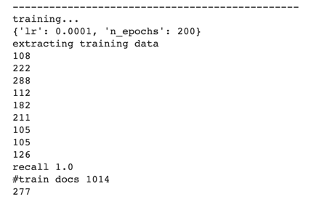 ------------------------------------------------
training...
{'lr': 0.0001, 'n_epochs': 200}
extracting training data
108
222
288
112
182
211
105
105
126
recall 1.0
#train docs 1014
277